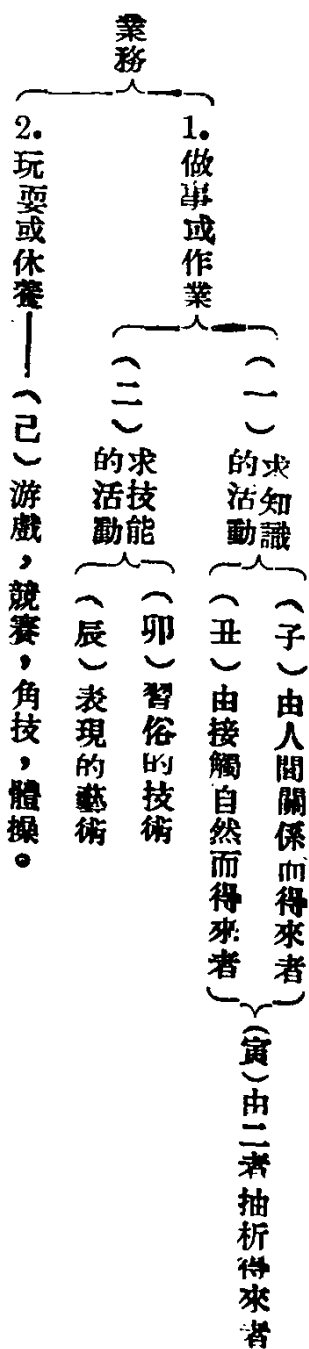 業務
1.做事或作業
(一)求知識的活動
(子)由人間關係而得來者
(丑)由接觸自然而得來者
(寅)由二者抽析得來者
(二)求技能的活動
(卯)習俗的技術
(辰)表現的藝術
2.玩耍或休養——(己)游戲,競賽,角技,體操。